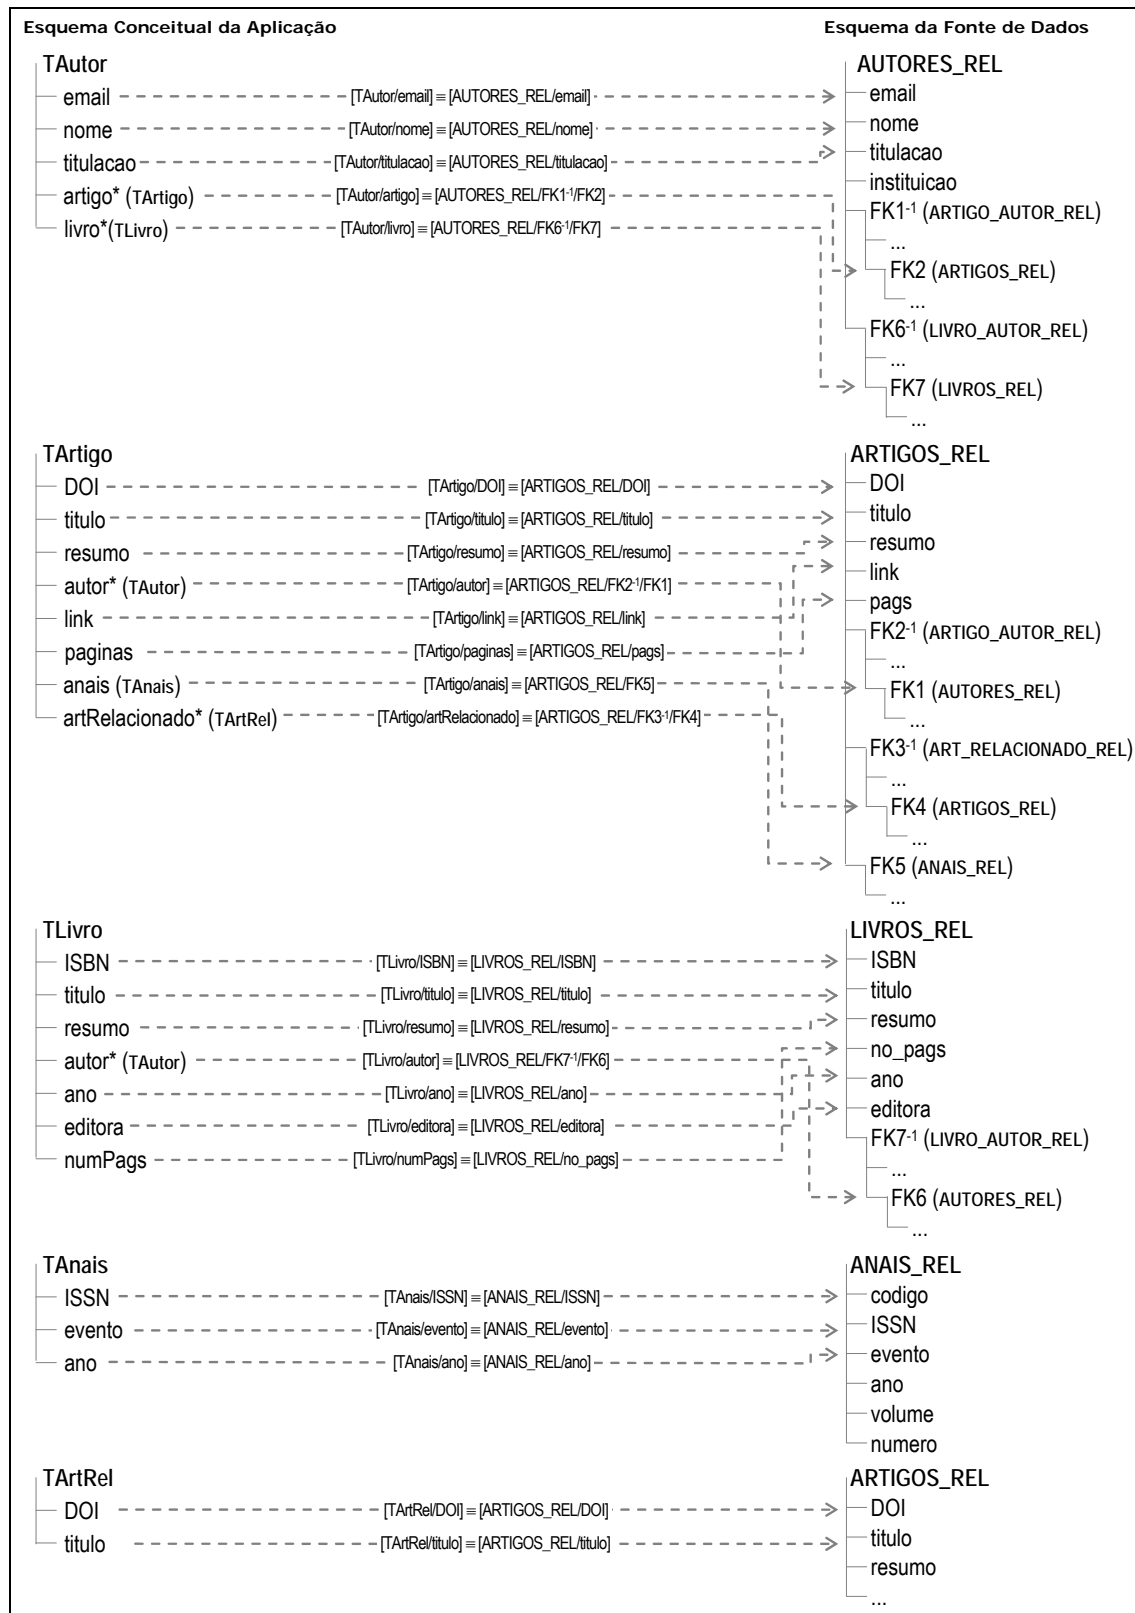 Esquema Conceitual da Aplicação Esquema da Fonte de Dados
TAutor AUTORES_REL
email [TAutor/email] ≡ [AUTORES_REL/email] email
nome [TAutor/nome] ≡ [AUTORES_REL/nome] nome
titulacao [TAutor/titulacao] ≡ [AUTORES_REL/titulacao] titulacao
instituicao
artigo* (TArtigo) [TAutor/artigo] ≡ [AUTORES_REL/FK1-1/FK2] FK1-1 (ARTIGO_AUTOR_REL)
livro*(TLivro) [TAutor/livro] ≡ [AUTORES_REL/FK6-1/FK7] ...
FK2 (ARTIGOS_REL)
...
FK6-1 (LIVRO_AUTOR_REL)
...
FK7 (LIVROS_REL)
...
TArtigo ARTIGOS_REL
DOI [TArtigo/DOI] ≡ [ARTIGOS_REL/DOI] DOI
titulo [TArtigo/titulo] ≡ [ARTIGOS_REL/titulo] titulo
resumo [TArtigo/resumo] ≡ [ARTIGOS_REL/resumo] resumo
autor* (TAutor) [TArtigo/autor] ≡ [ARTIGOS_REL/FK2-1/FK1] link
link [TArtigo/link] ≡ [ARTIGOS_REL/link] pags
paginas [TArtigo/paginas] ≡ [ARTIGOS_REL/pags] FK2-1 (ARTIGO_AUTOR_REL)
...
anais (TAnais) [TArtigo/anais] ≡ [ARTIGOS_REL/FK5] FK1 (AUTORES_REL)
artRelacionado* (TArtRel) [TArtigo/artRelacionado] ≡ [ARTIGOS_REL/FK3-1/FK4] ...
FK3-1 (ART_RELACIONADO_REL)
...
FK4 (ARTIGOS_REL)
...
FK5 (ANAIS_REL)
...
TLivro LIVROS_REL
ISBN [TLivro/ISBN] ≡ [LIVROS_REL/ISBN] ISBN
titulo [TLivro/titulo] ≡ [LIVROS_REL/titulo] titulo
resumo [TLivro/resumo] ≡ [LIVROS_REL/resumo] resumo
autor* (TAutor) [TLivro/autor] ≡ [LIVROS_REL/FK7-1/FK6] no_pags
ano [TLivro/ano] ≡ [LIVROS_REL/ano] ano
editora [TLivro/editora] ≡ [LIVROS_REL/editora] editora
FK7-1 (LIVRO_AUTOR_REL)
numPags [TLivro/numPags] ≡ [LIVROS_REL/no_pags] ...
FK6 (AUTORES_REL)
...
TAnais ANAIS_REL
ISSN [TAnais/ISSN] ≡ [ANAIS_REL/ISSN] codigo
evento [TAnais/evento] ≡ [ANAIS_REL/evento] ISSN
ano [TAnais/ano] ≡ [ANAIS_REL/ano] evento
ano
volume
numero
TArtRel ARTIGOS_REL
DOI [TArtRel/DOI] ≡ [ARTIGOS_REL/DOI] DOI
titulo [TArtRel/titulo] ≡ [ARTIGOS_REL/titulo] titulo
resumo
...